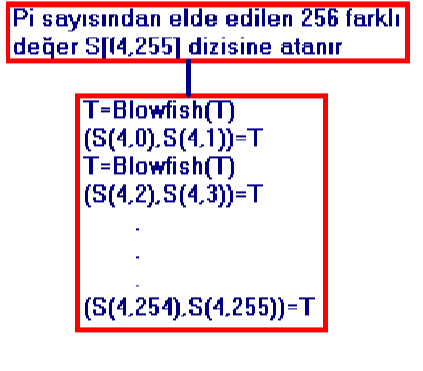 Pi sayısından elde edilen 256 farklı
değer S[(4,255] dizisine atanır
T=Blowfish(T)
(S(4,0),S(4,1))=T
T=Blowfish(T)
(S(4,2),S(4,3))=T
.
.
.
(S(4,254),S(4,255))=T